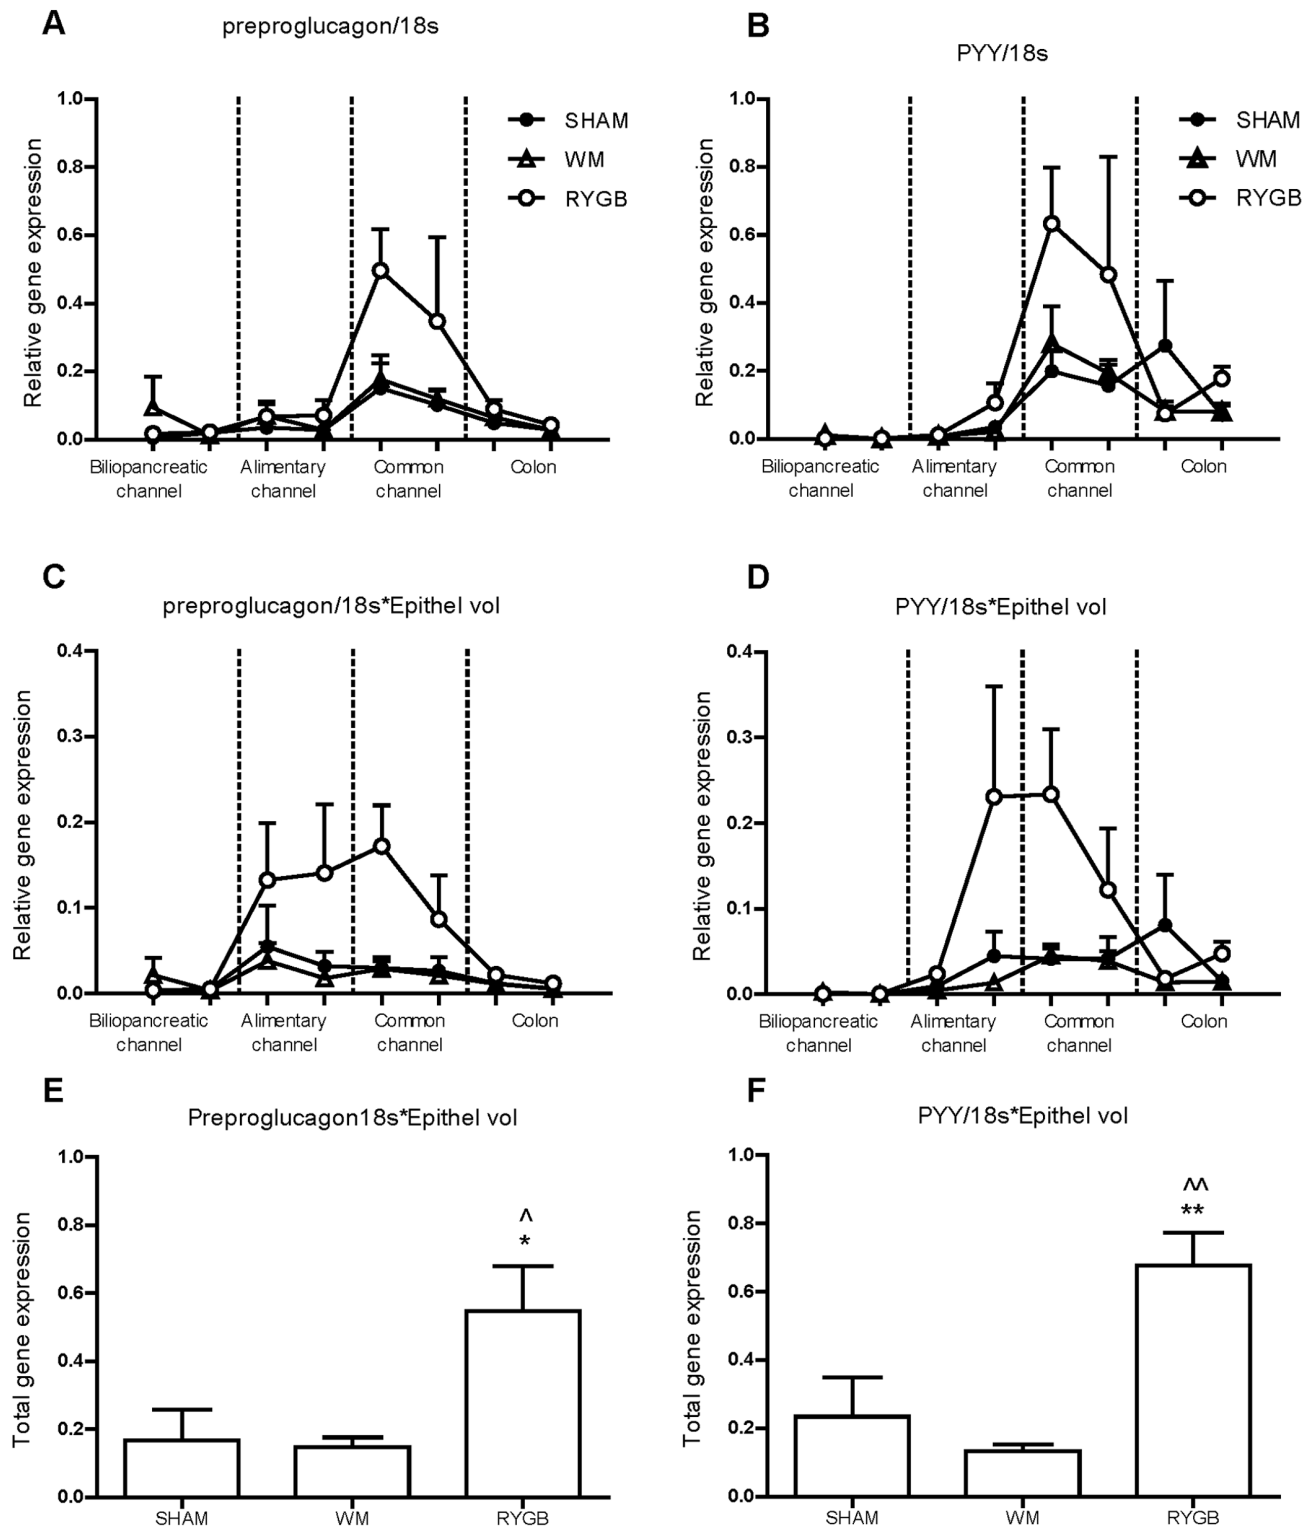 A
preproglucagon/18s
Relative gene expression
1.0
0.8
0.6
0.4
0.2
0.0
SHAM
WM
RYGB
Biliopancreatic
channel
Alimentary
channel
Common
channel
Colon
B
PYY/18s
Relative gene expression
1.0
0.8
0.6
0.4
0.2
0.0
SHAM
WM
RYGB
Biliopancreatic
channel
Alimentary
channel
Common
channel
Colon
C
preproglucagon/18s*Epithel vol
Relative gene expression
0.4
0.3
0.2
0.1
0.0
Biliopancreatic
channel
Alimentary
channel
Common
channel
Colon
D
PYY/18s*Epithel vol
Relative gene expression
0.4
0.3
0.2
0.1
0.0
Biliopancreatic
channel
Alimentary
channel
Common
channel
Colon
E
Preproglucagon18s*Epithel vol
Total gene expression
1.0
0.8
0.6
0.4
0.2
0.0
^
*
SHAM
WM
RYGB
F
PYY/18s*Epithel vol
Total gene expression
1.0
0.8
0.6
0.4
0.2
0.0
^^
**
SHAM
WM
RYGB